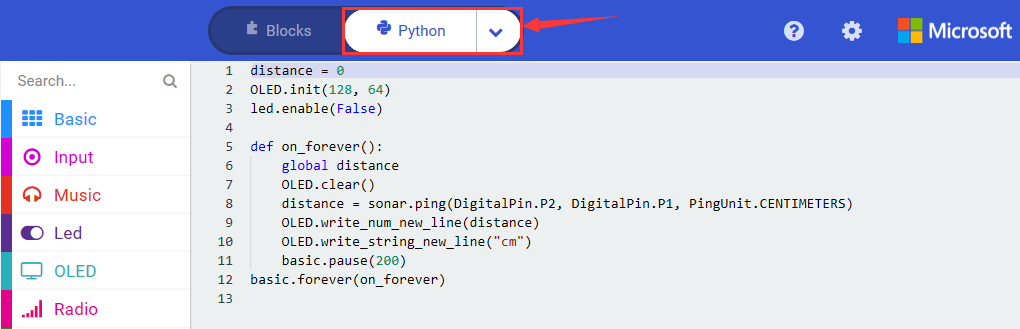 Blocks
Python
Microsoft
Search...
Basic
Input
Music
Led
OLED
Radio
1 distance = 0
2 OLED.init(128, 64)
3 led.enable(False)
4
5 def on_forever():
6     global distance
7     OLED.clear()
8     distance = sonar.ping(DigitalPin.P2, DigitalPin.P1, PingUnit.CENTIMETERS)
9     OLED.write_num_new_line(distance)
10     OLED.write_string_new_line("cm")
11     basic.pause(200)
12 basic.forever(on_forever)
13